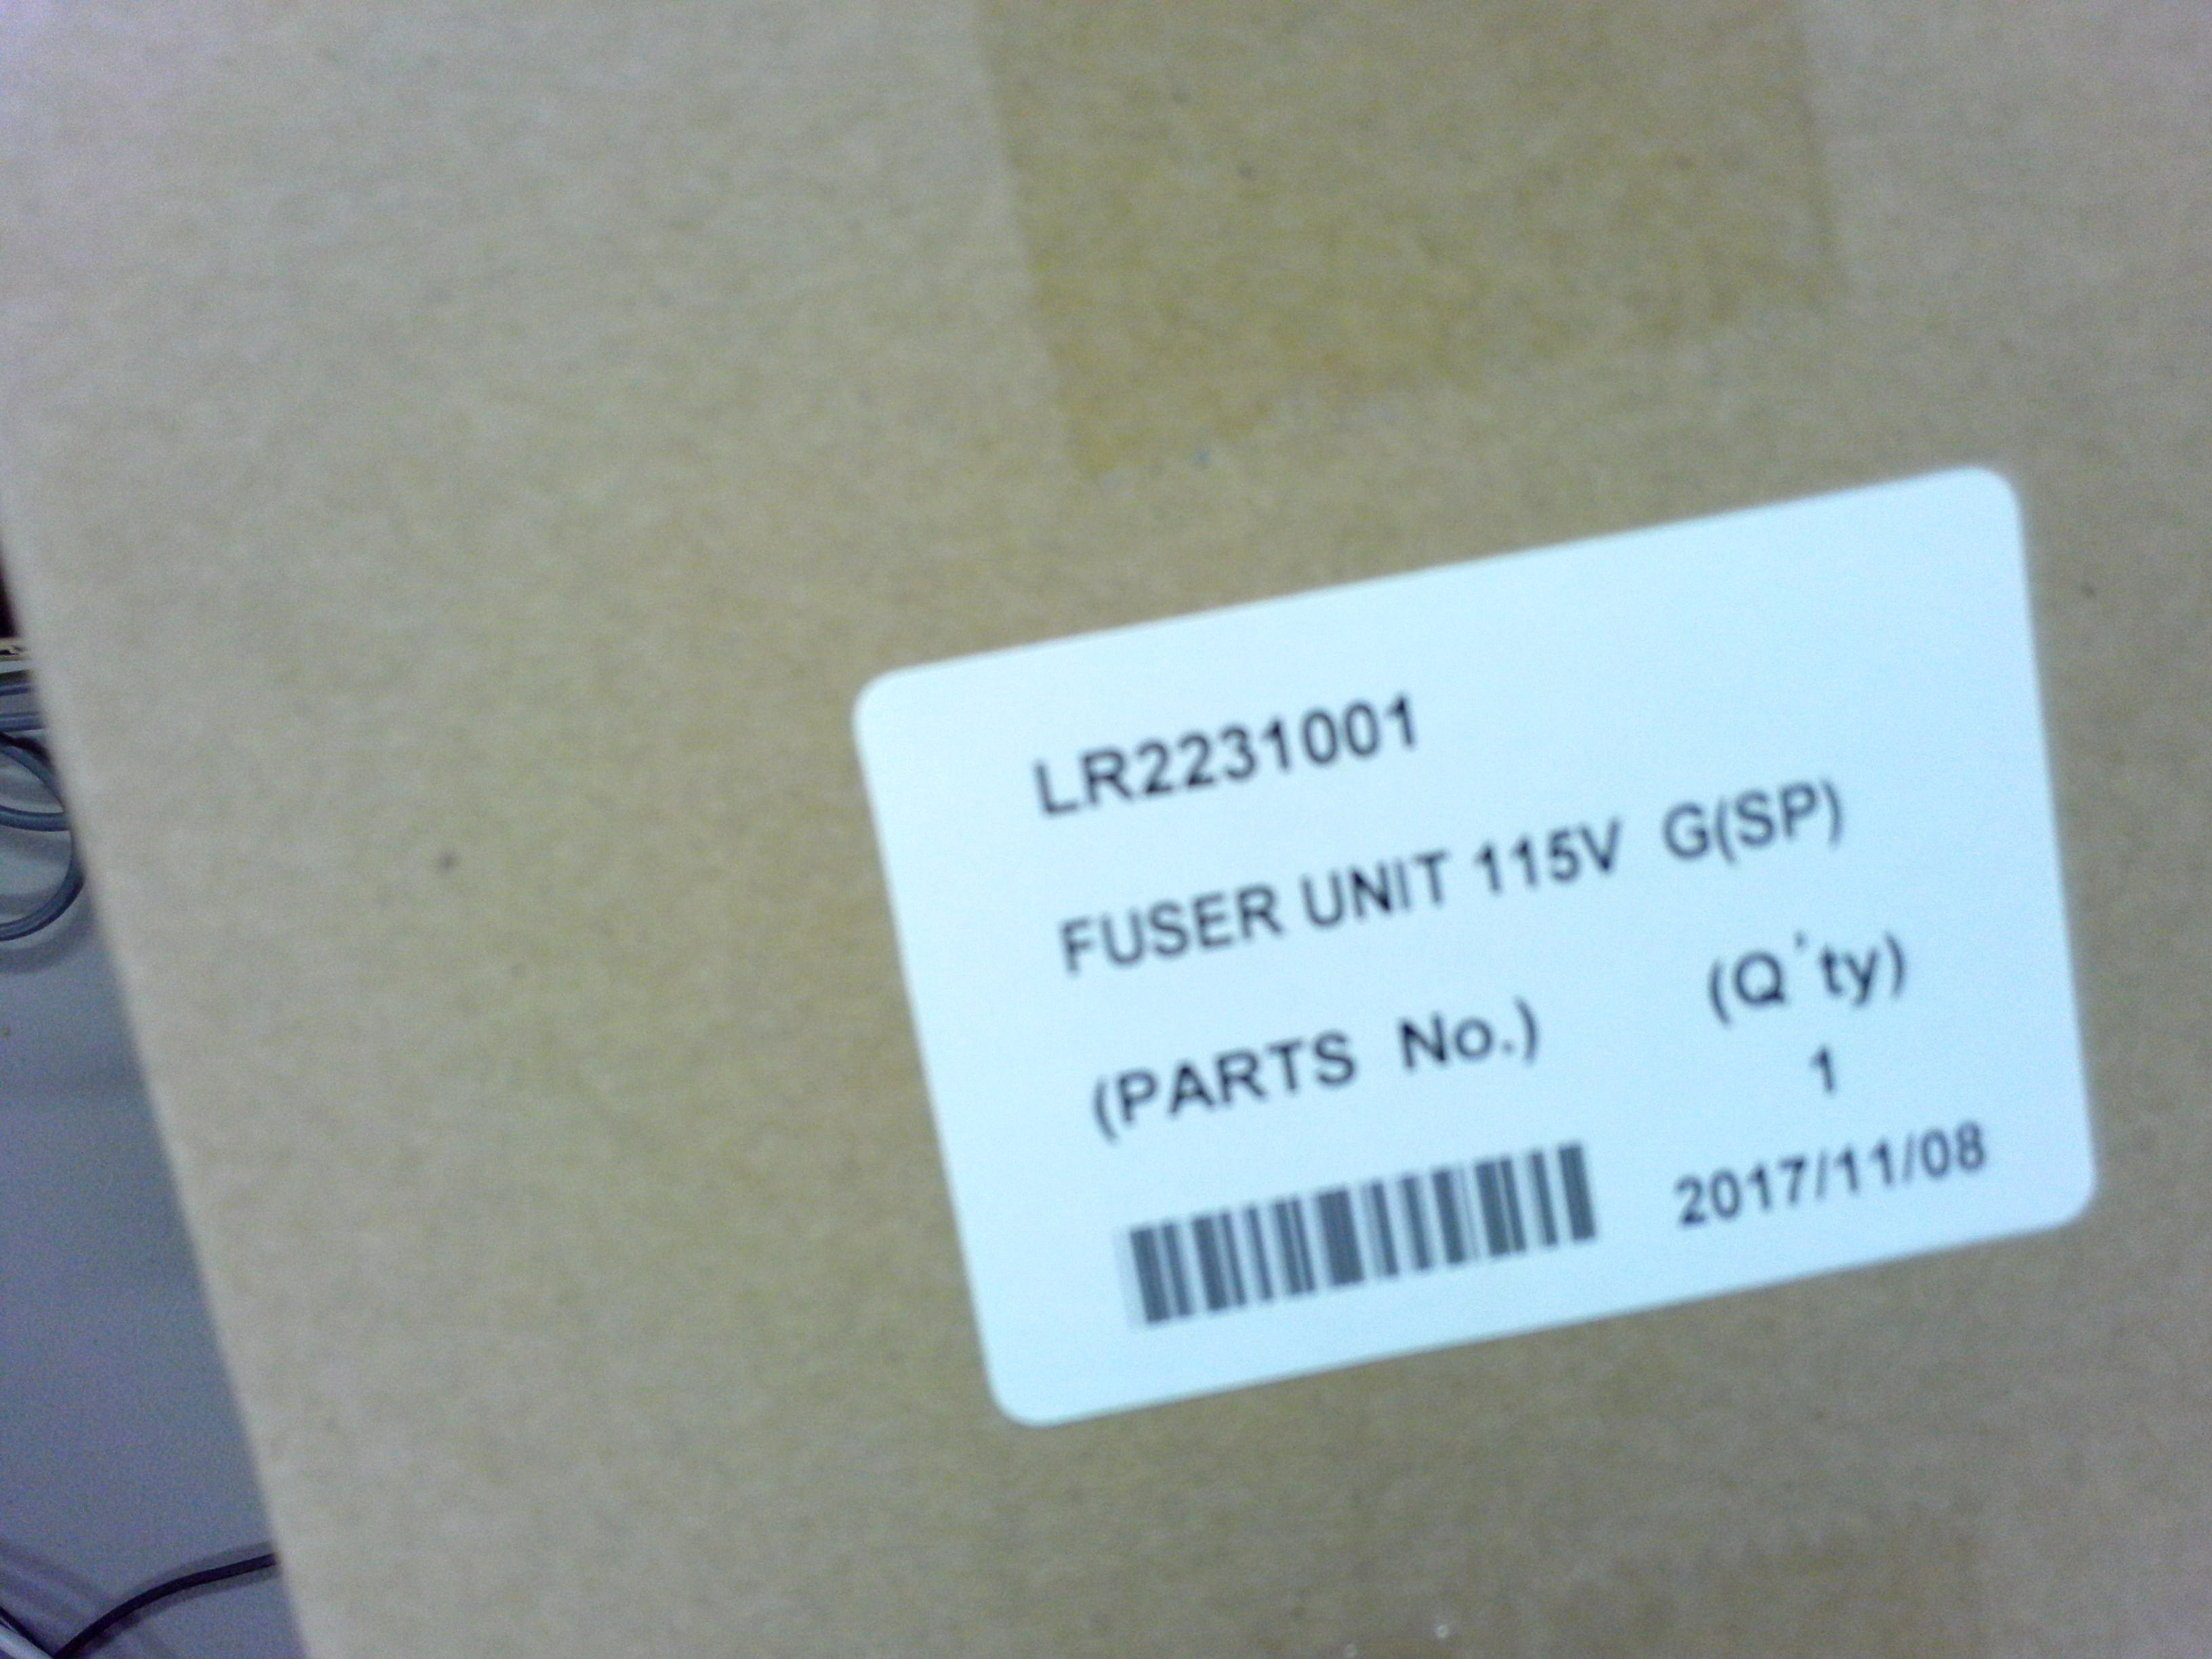 LR2231001
FUSER UNIT 115V G(SP)
(PARTS No.) (Q'ty)
1
2017/11/08